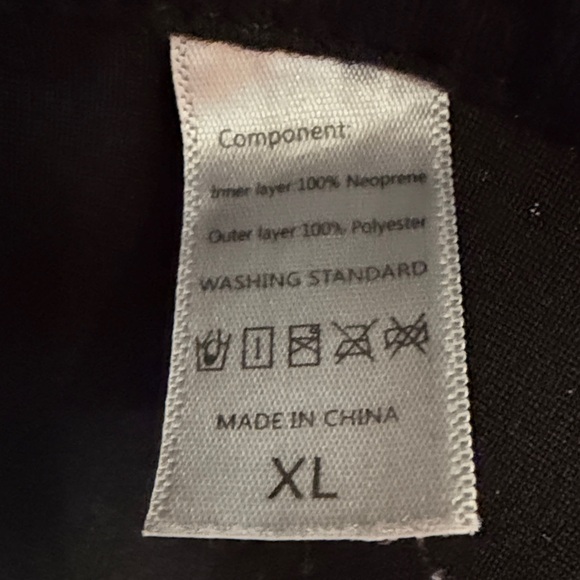 Component:
Inner layer 100% Neoprene
Outer layer 100% Polyester
WASHING STANDARD
MADE IN CHINA
XL